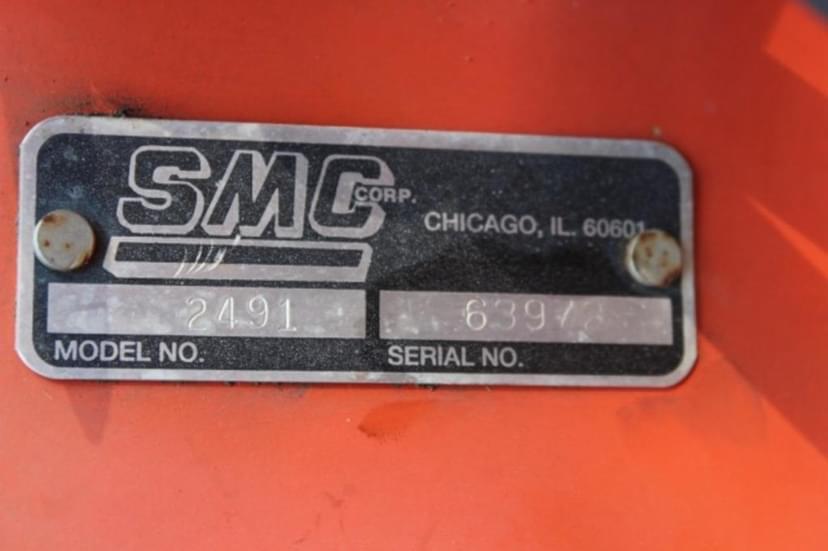 SMC CORP.
CHICAGO, IL. 60601
2491
MODEL NO.
SERIAL NO.